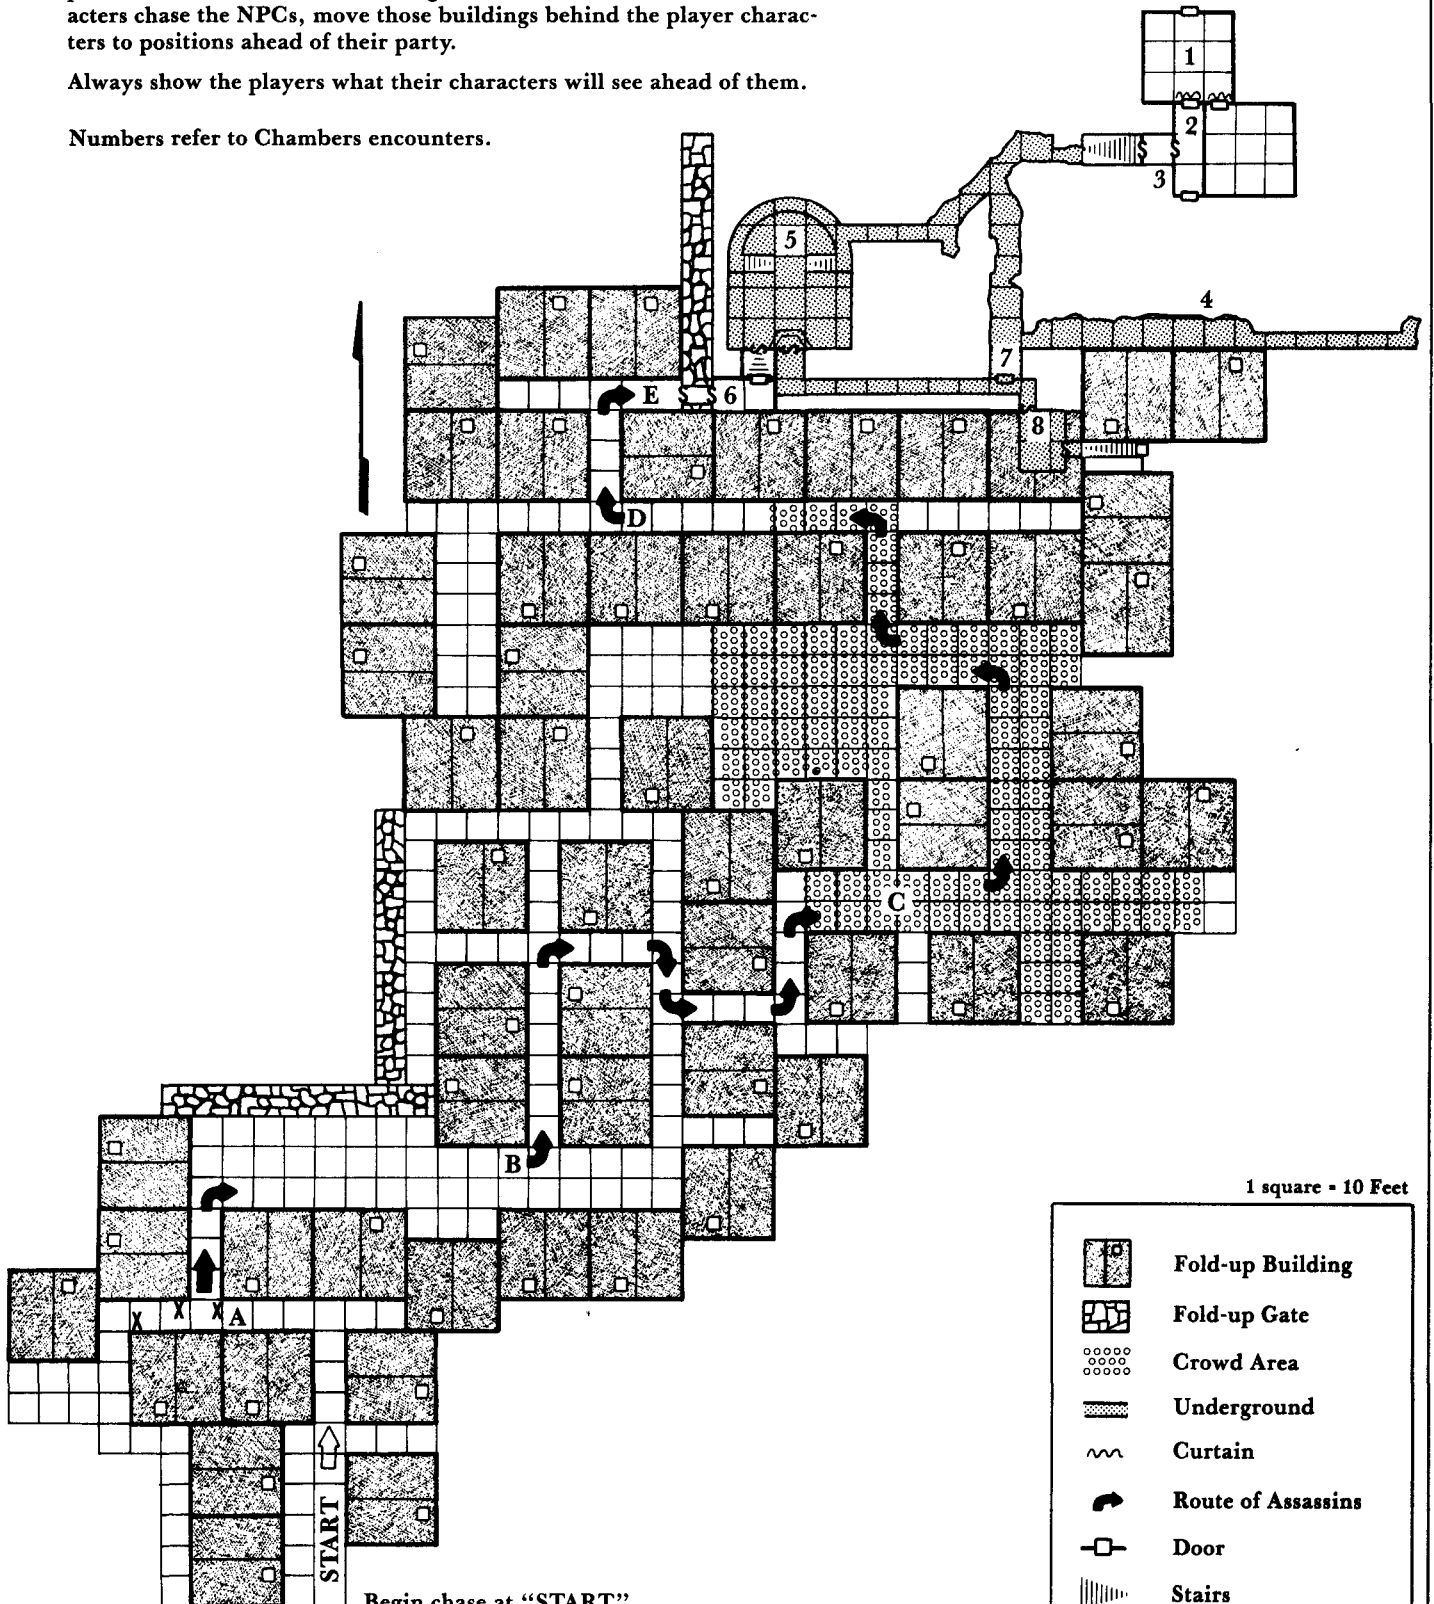 acters chase the NPCs, move those buildings behind the player charac-
ters to positions ahead of their party.
Always show the players what their characters will see ahead of them.
Numbers refer to Chambers encounters.
1
2
3
S S
5
4
7
E S S 6
8
D
C
B
1 square = 10 Feet
X X X A
Fold-up Building
Fold-up Gate
Crowd Area
Underground
Curtain
Route of Assassins
START
Door
Stairs
Begin chase at “START”